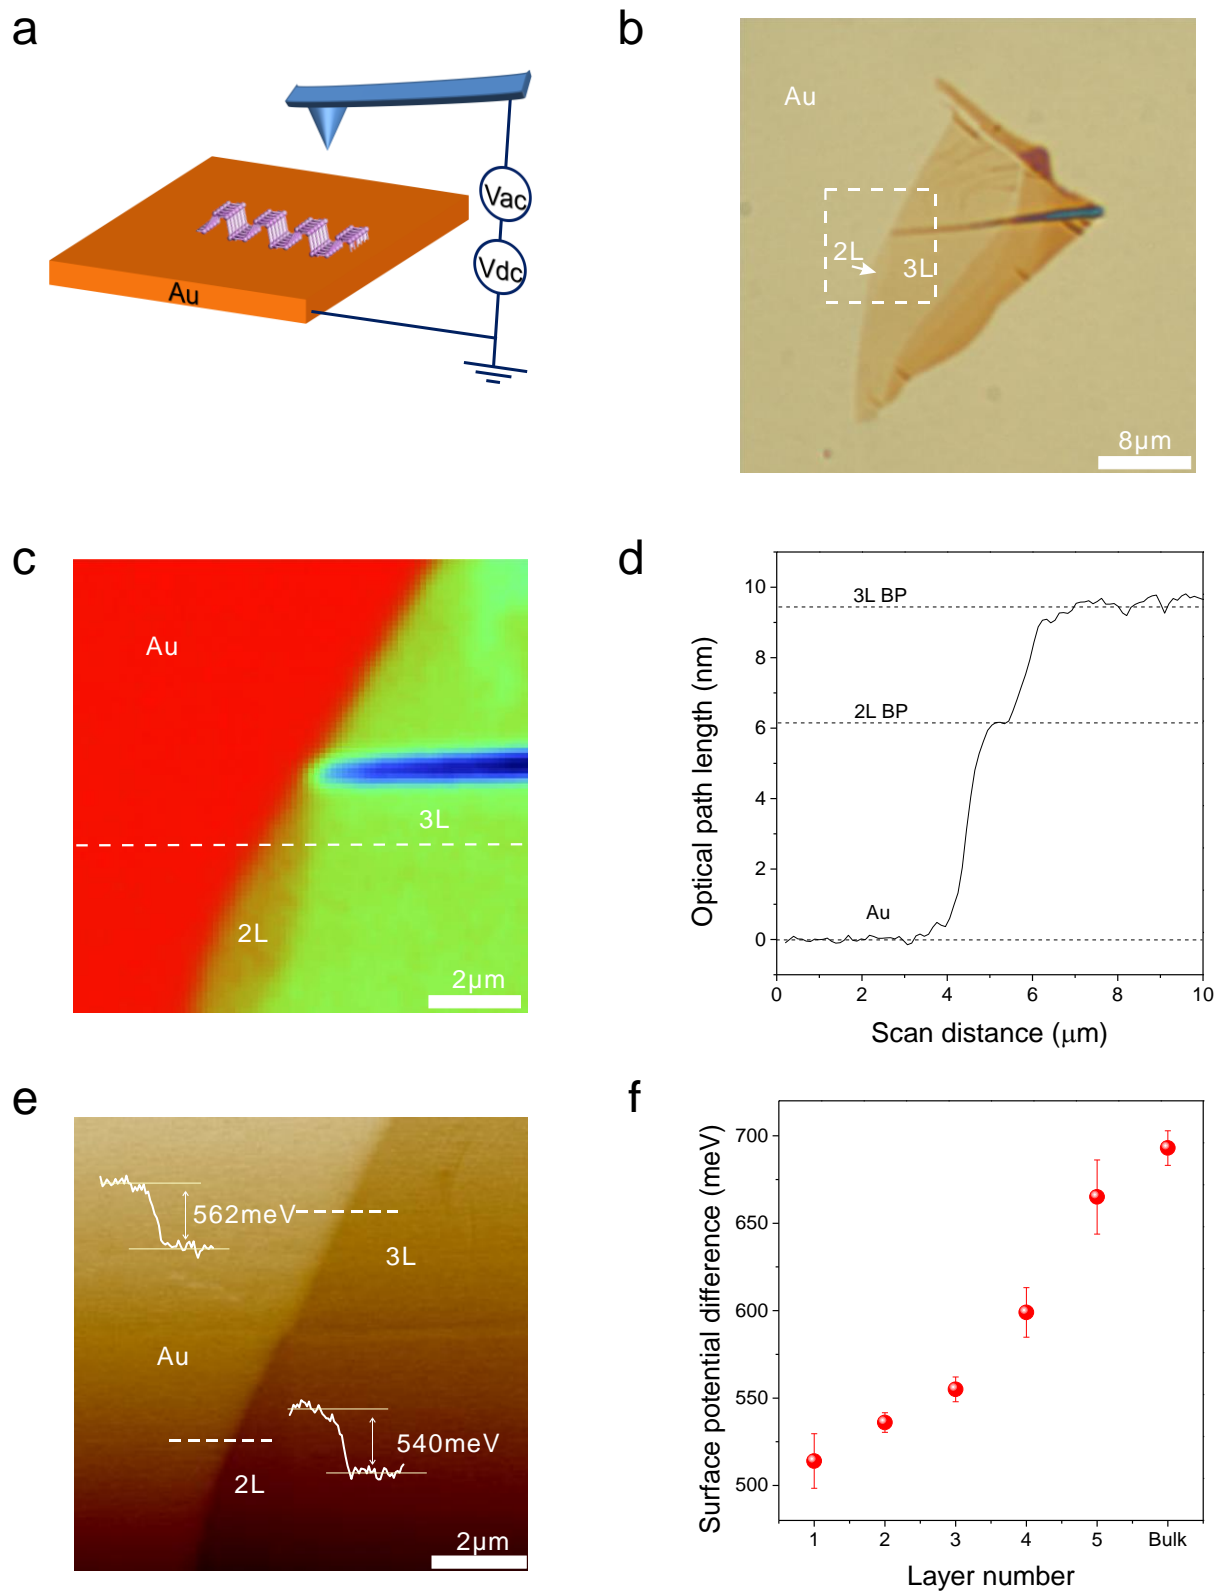 a
Vac
Vdc
Au
b
Au
2L
3L
8μm
c
Au
3L
2L
2μm
d
Optical path length (nm)
10
8
6
4
2
0
3L BP
2L BP
Au
0
2
4
6
8
10
Scan distance (μm)
e
562meV
3L
Au
540meV
2L
2μm
f
Surface potential difference (meV)
700
650
600
550
500
1
2
3
4
5
Bulk
Layer number